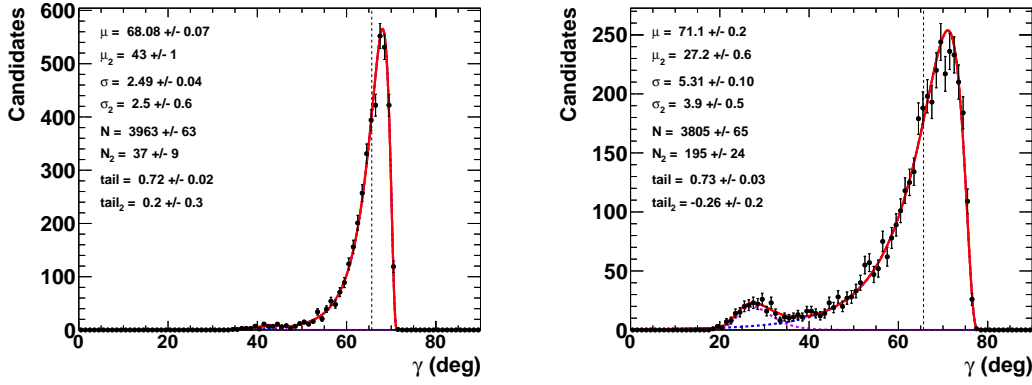 Candidates
600
500
400
300
200
100
0
μ = 68.08 +/- 0.07
μ₂ = 43 +/- 1
σ = 2.49 +/- 0.04
σ₂ = 2.5 +/- 0.6
N = 3963 +/- 63
N₂ = 37 +/- 9
tail = 0.72 +/- 0.02
tail₂ = 0.2 +/- 0.3
0 20 40 60 80
γ (deg)
Candidates
250
200
150
100
50
0
μ = 71.1 +/- 0.2
μ₂ = 27.2 +/- 0.6
σ = 5.31 +/- 0.10
σ₂ = 3.9 +/- 0.5
N = 3805 +/- 65
N₂ = 195 +/- 24
tail = 0.73 +/- 0.03
tail₂ = -0.26 +/- 0.2
0 20 40 60 80
γ (deg)